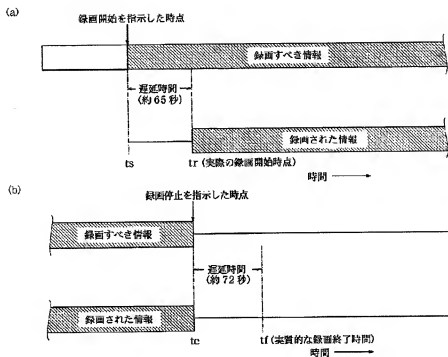 (a)
録画開始を指示した時点
録画すべき情報
遅延時間
(約65秒)
録画された情報
ts
tr (実際の録画開始時点)
時間
(b)
録画停止を指示した時点
録画すべき情報
遅延時間
(約72秒)
録画された情報
te
tf (実質的な録画終了時間)
時間